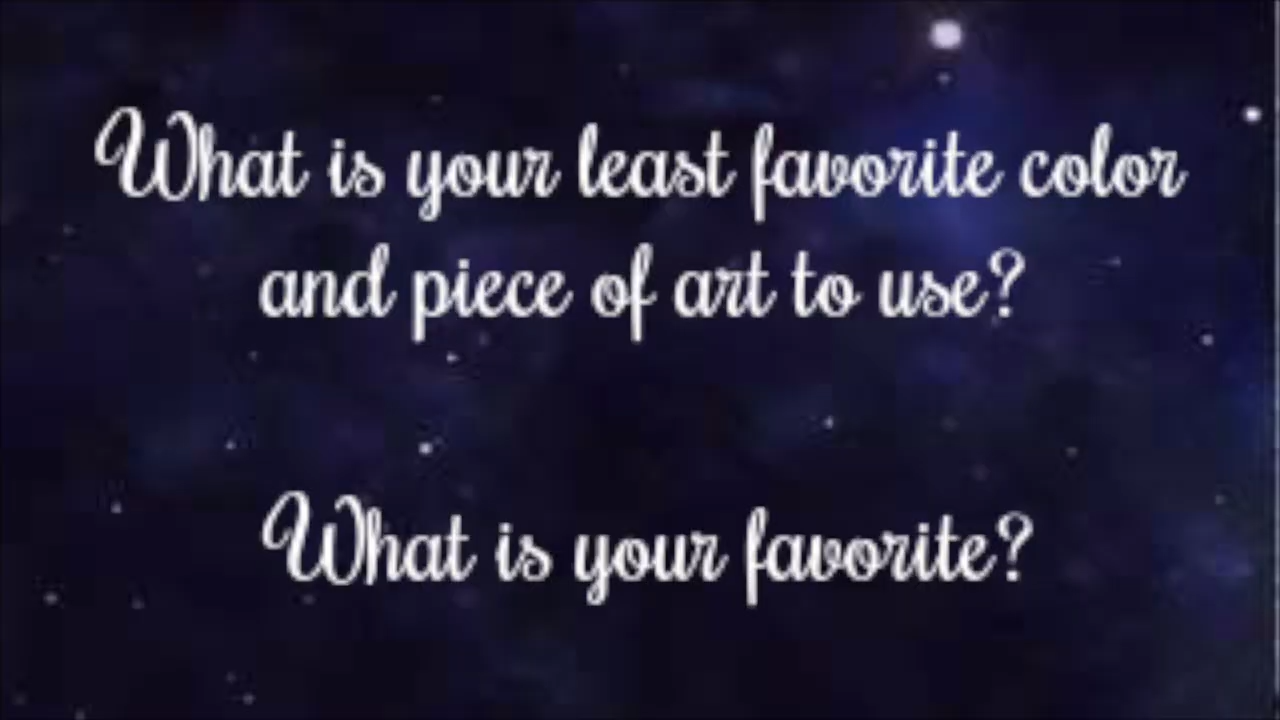 What is your least favorite color
and piece of art to use?
What is your favorite?